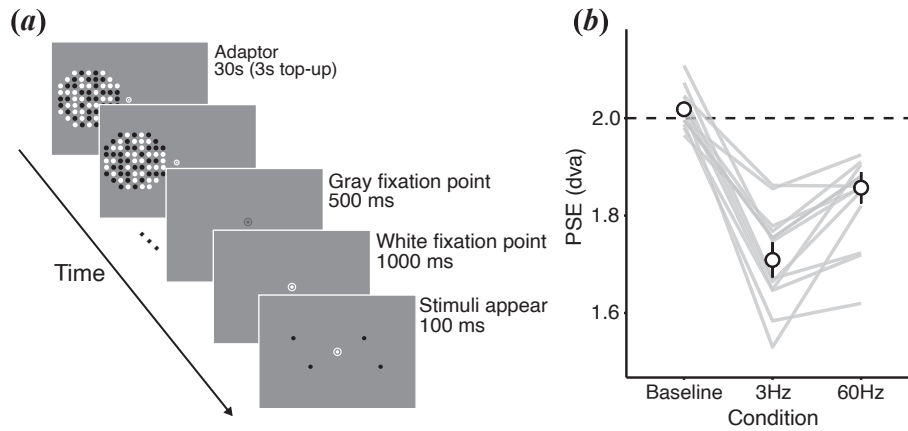 (a)
Adaptor
30s (3s top-up)
Gray fixation point
500 ms
White fixation point
1000 ms
Stimuli appear
100 ms
Time
(b)
PSE (dva)
2.0
1.8
1.6
Baseline 3Hz 60Hz
Condition